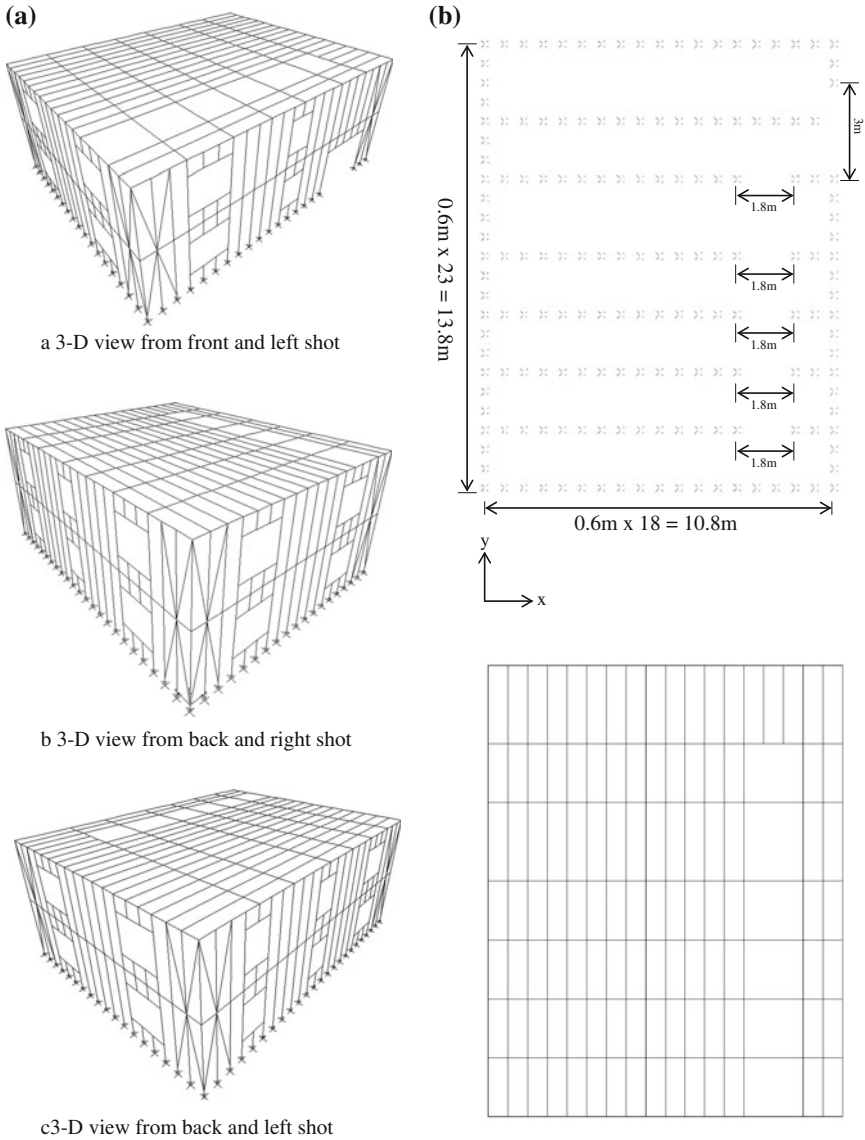 (a)
a 3-D view from front and left shot
b 3-D view from back and right shot
c3-D view from back and left shot
(b)
3m
1.8m
0.6m x 23 = 13.8m
1.8m
1.8m
1.8m
1.8m
0.6m x 18 = 10.8m
y
x